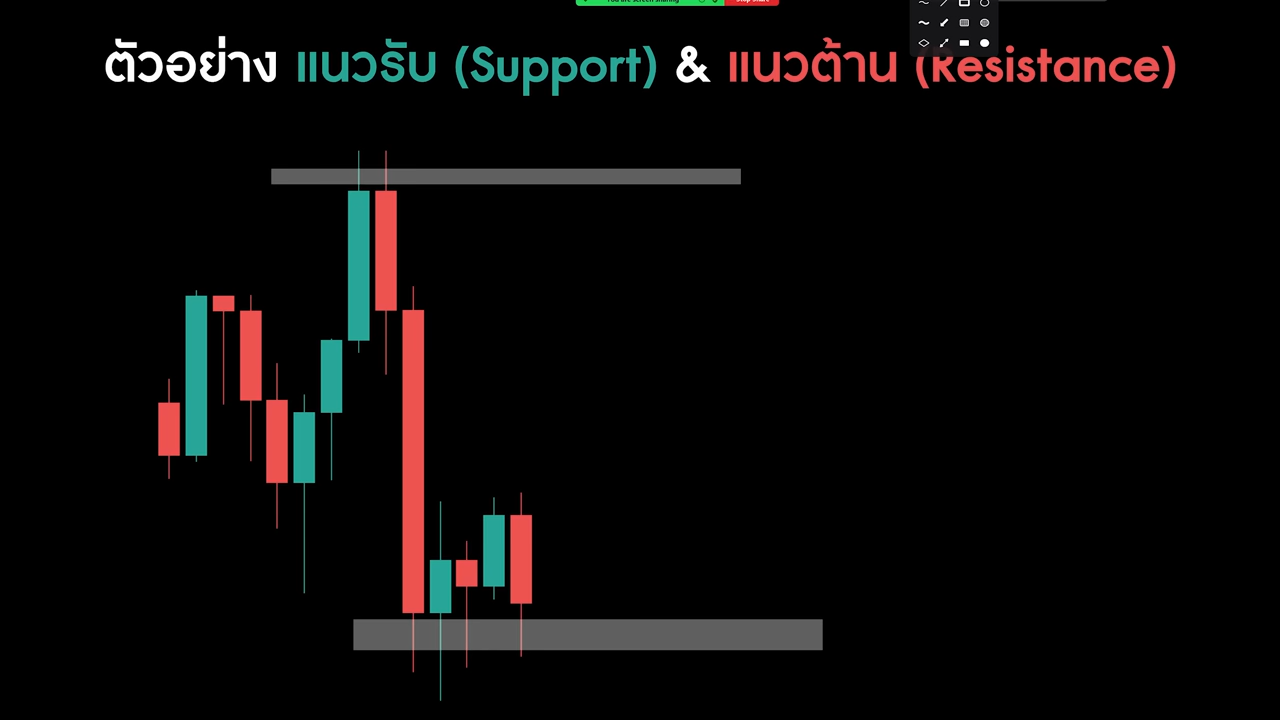 ตัวอย่าง แนวรับ (Support) & แนวต้าน (Resistance)